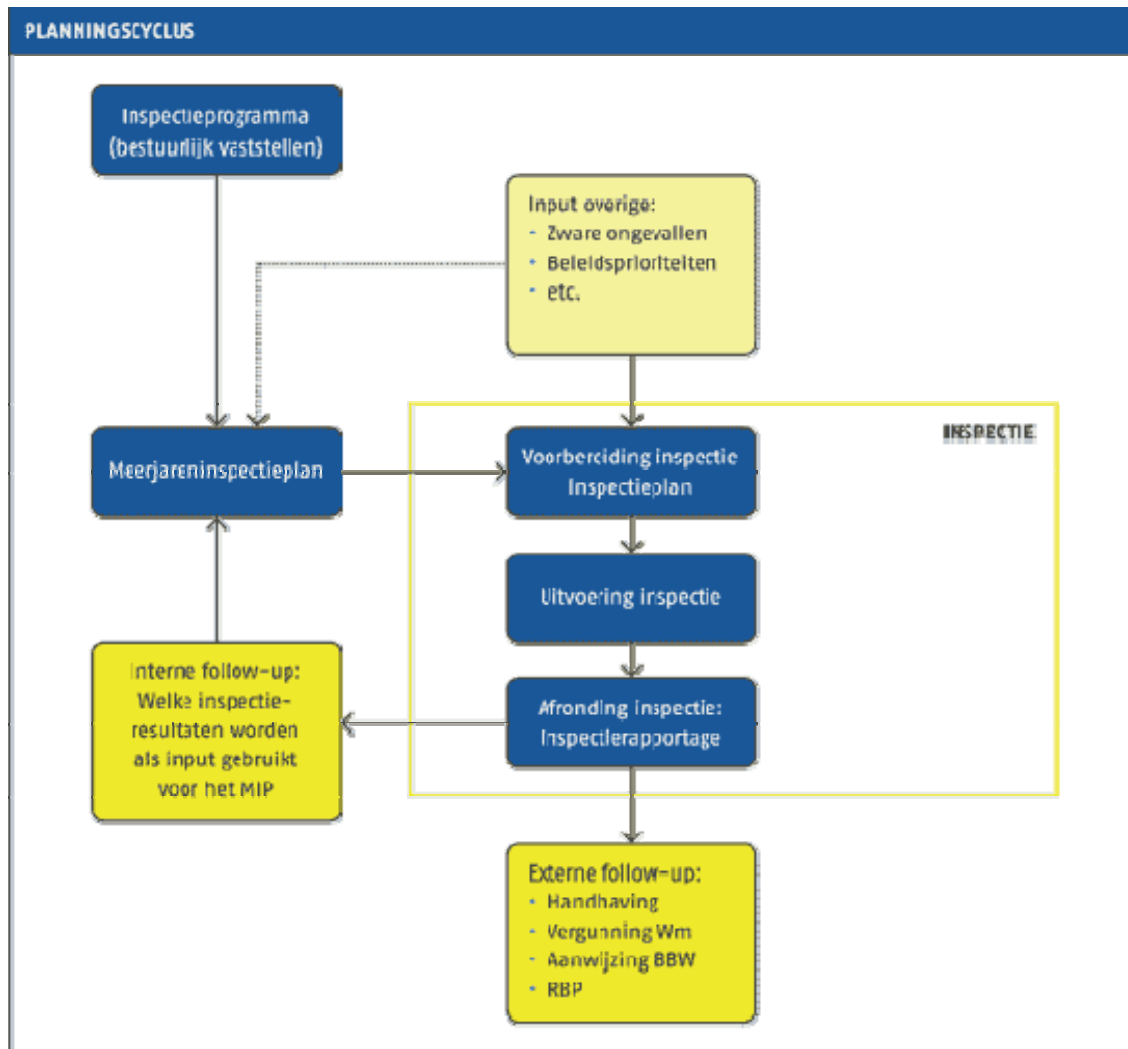 PLANNINGSCYCLUS
Inspectieprogramma
(bestuurlijk vaststellen)
Input overige:
- Zware ongevallen
- Beleidsprioriteiten
- etc.
INSPECTIE
Meerjareninspectieplan
Voorbereiding inspectie
Inspectieplan
Uitvoering inspectie
Interne follow-up:
Welke inspectie-
resultaten worden
als input gebruikt
voor het MIP
Afronding inspectie:
Inspectierapportage
Externe follow-up:
- Handhaving
- Vergunning Wm
- Aanwijzing BBW
- RBP